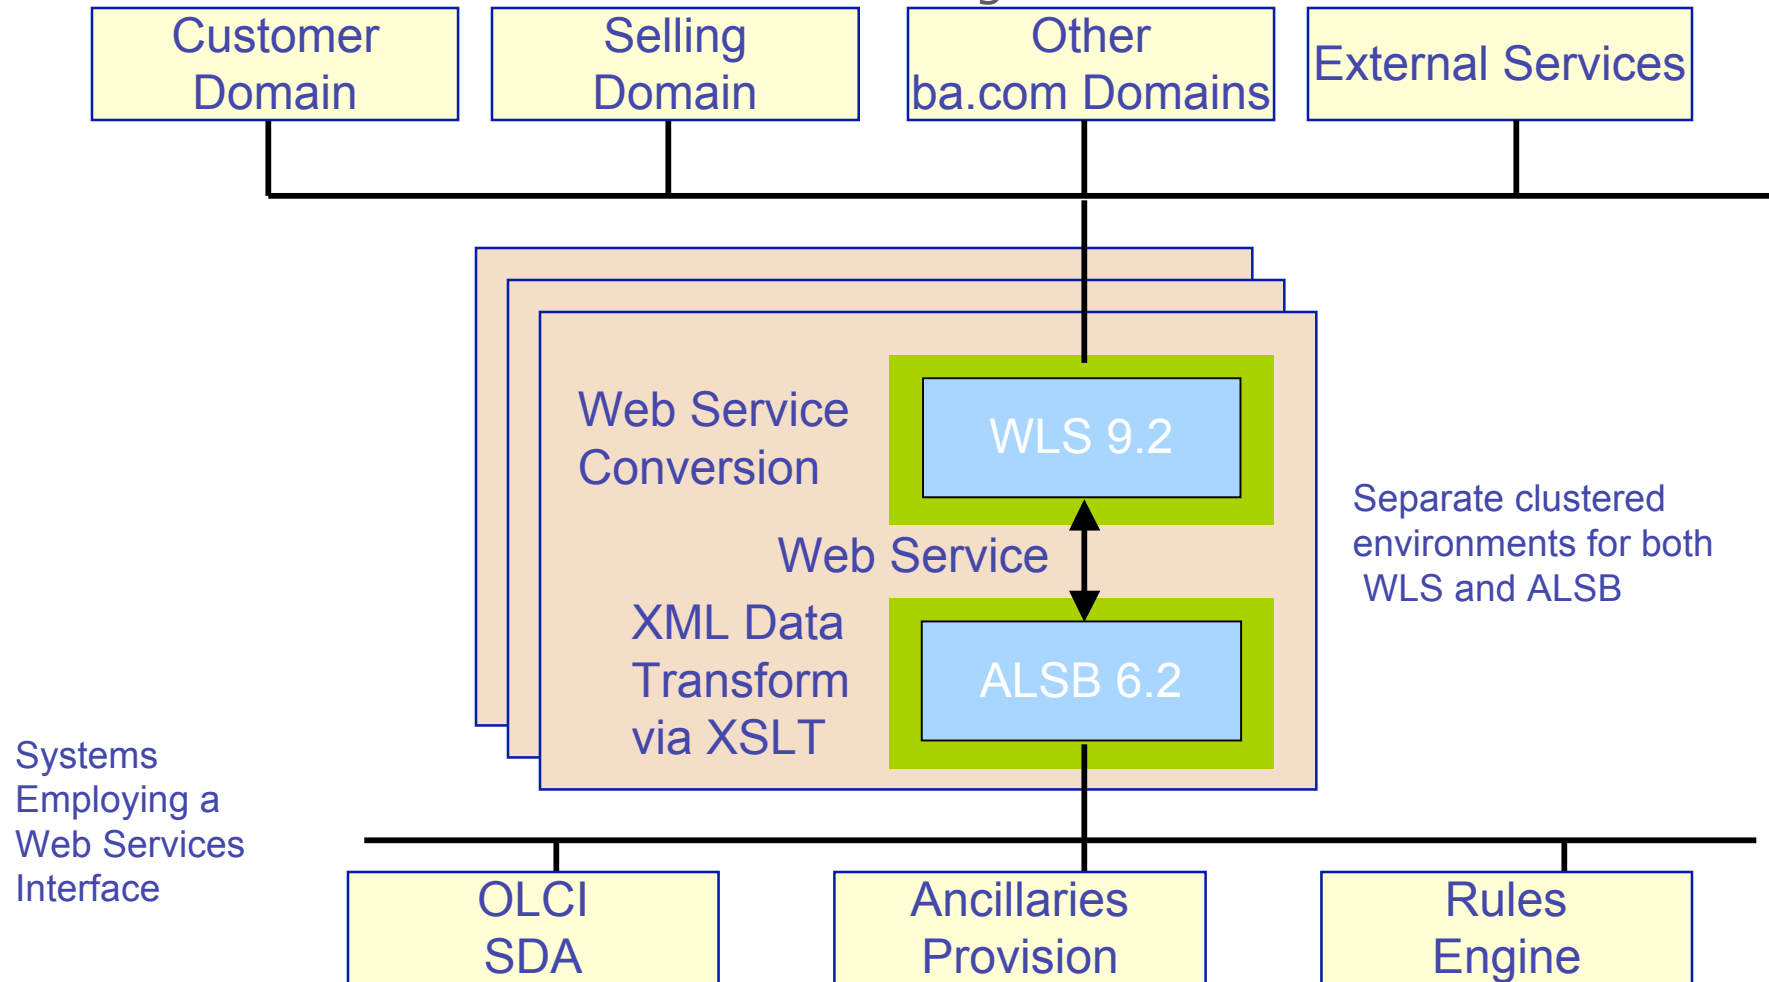 Customer
Domain
Selling
Domain
Other
ba.com Domains
External Services
Web Service
Conversion
WLS 9.2
Web Service
Separate clustered
environments for both
WLS and ALSB
XML Data
Transform
via XSLT
ALSB 6.2
Systems
Employing a
Web Services
Interface
OLCI
SDA
Ancillaries
Provision
Rules
Engine